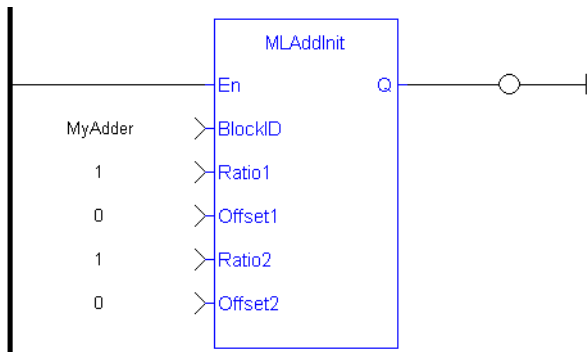 MLAddInit
En Q
MyAdder BlockID
1 Ratio1
0 Offset1
1 Ratio2
0 Offset2